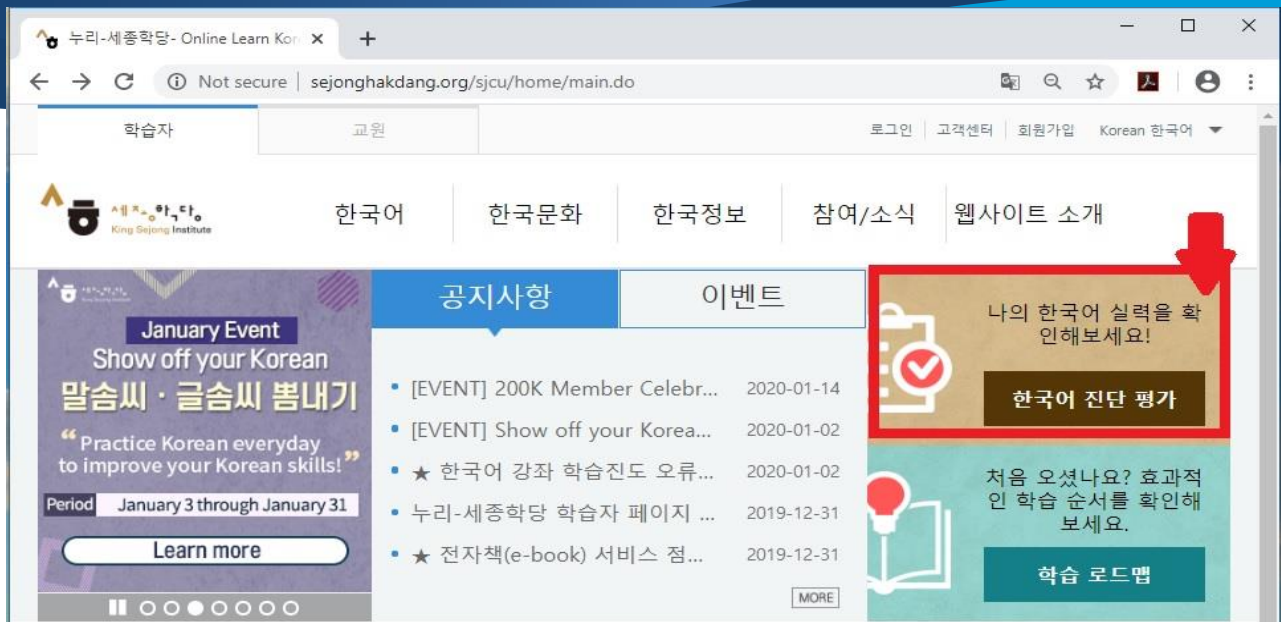 누리-세종학당- Online Learn Kor
Not secure | sejonghakdang.org/sjcu/home/main.do
학습자
교원
로그인 | 고객센터 | 회원가입 Korean 한국어
세종학당
King Sejong Institute
한국어
한국문화
한국정보
참여/소식
웹사이트 소개
January Event
Show off your Korean
말솜씨 · 글솜씨 뽐내기
“Practice Korean everyday
to improve your Korean skills!”
Period January 3 through January 31
Learn more
공지사항
이벤트
• [EVENT] 200K Member Celebr... 2020-01-14
• [EVENT] Show off your Korea... 2020-01-02
• ★ 한국어 강좌 학습진도 오류... 2020-01-02
• 누리-세종학당 학습자 페이지 ... 2019-12-31
• ★ 전자책(e-book) 서비스 점... 2019-12-31
MORE
나의 한국어 실력을 확
인해보세요!
한국어 진단 평가
처음 오셨나요? 효과적
인 학습 순서를 확인해
보세요.
학습 로드맵